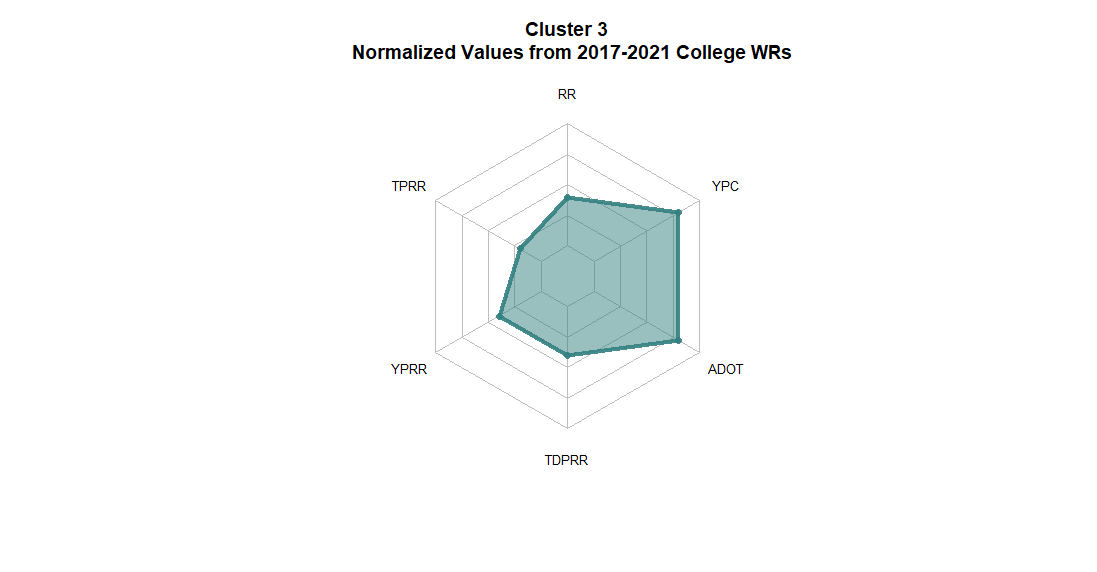 Cluster 3
Normalized Values from 2017-2021 College WRs
RR
TPRR
YPC
YPRR
ADOT
TDPRR